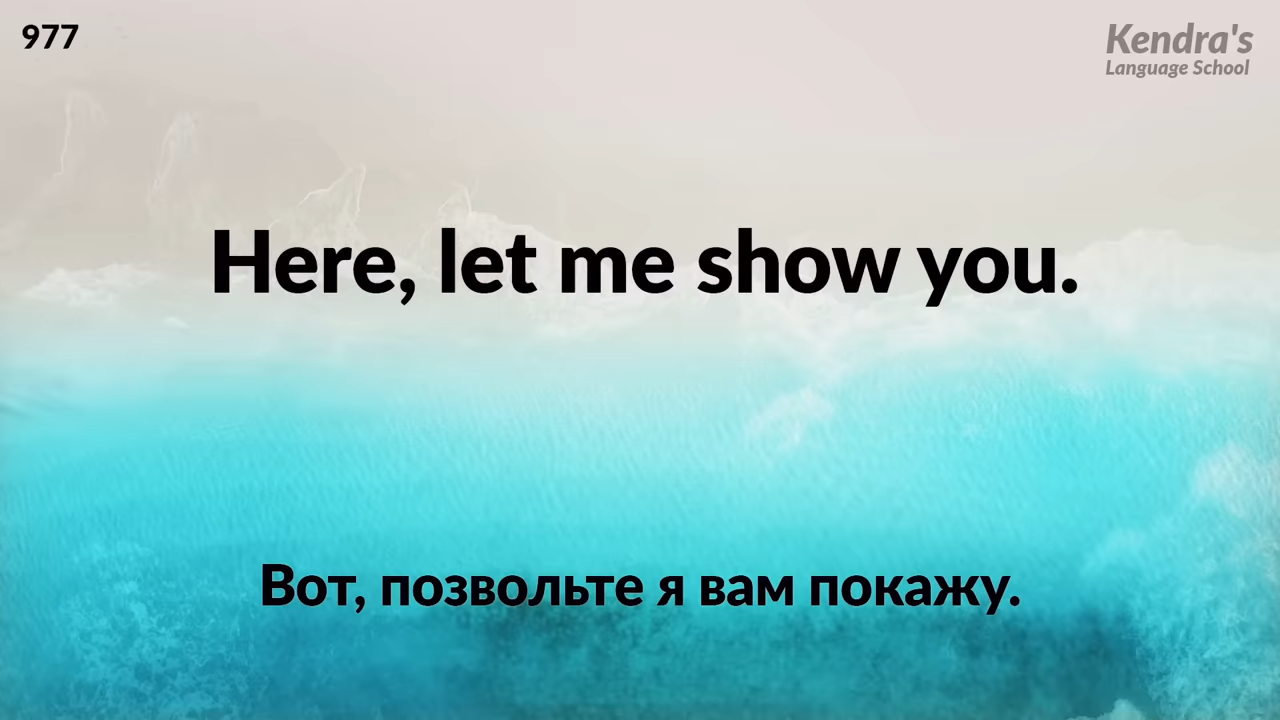 977
Kendra's
Language School
Here, let me show you.
Вот, позвольте я вам покажу.